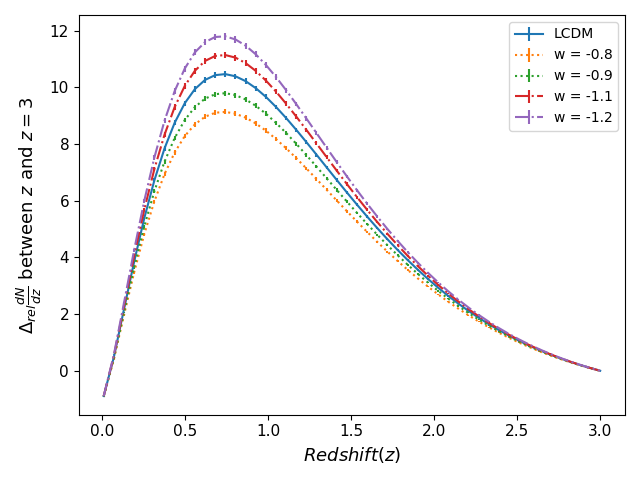 LCDM
w = -0.8
w = -0.9
w = -1.1
w = -1.2
12
10
8
6
4
2
0
Δ_rel dN/dz between z and z = 3
0.0 0.5 1.0 1.5 2.0 2.5 3.0
Redshift(z)